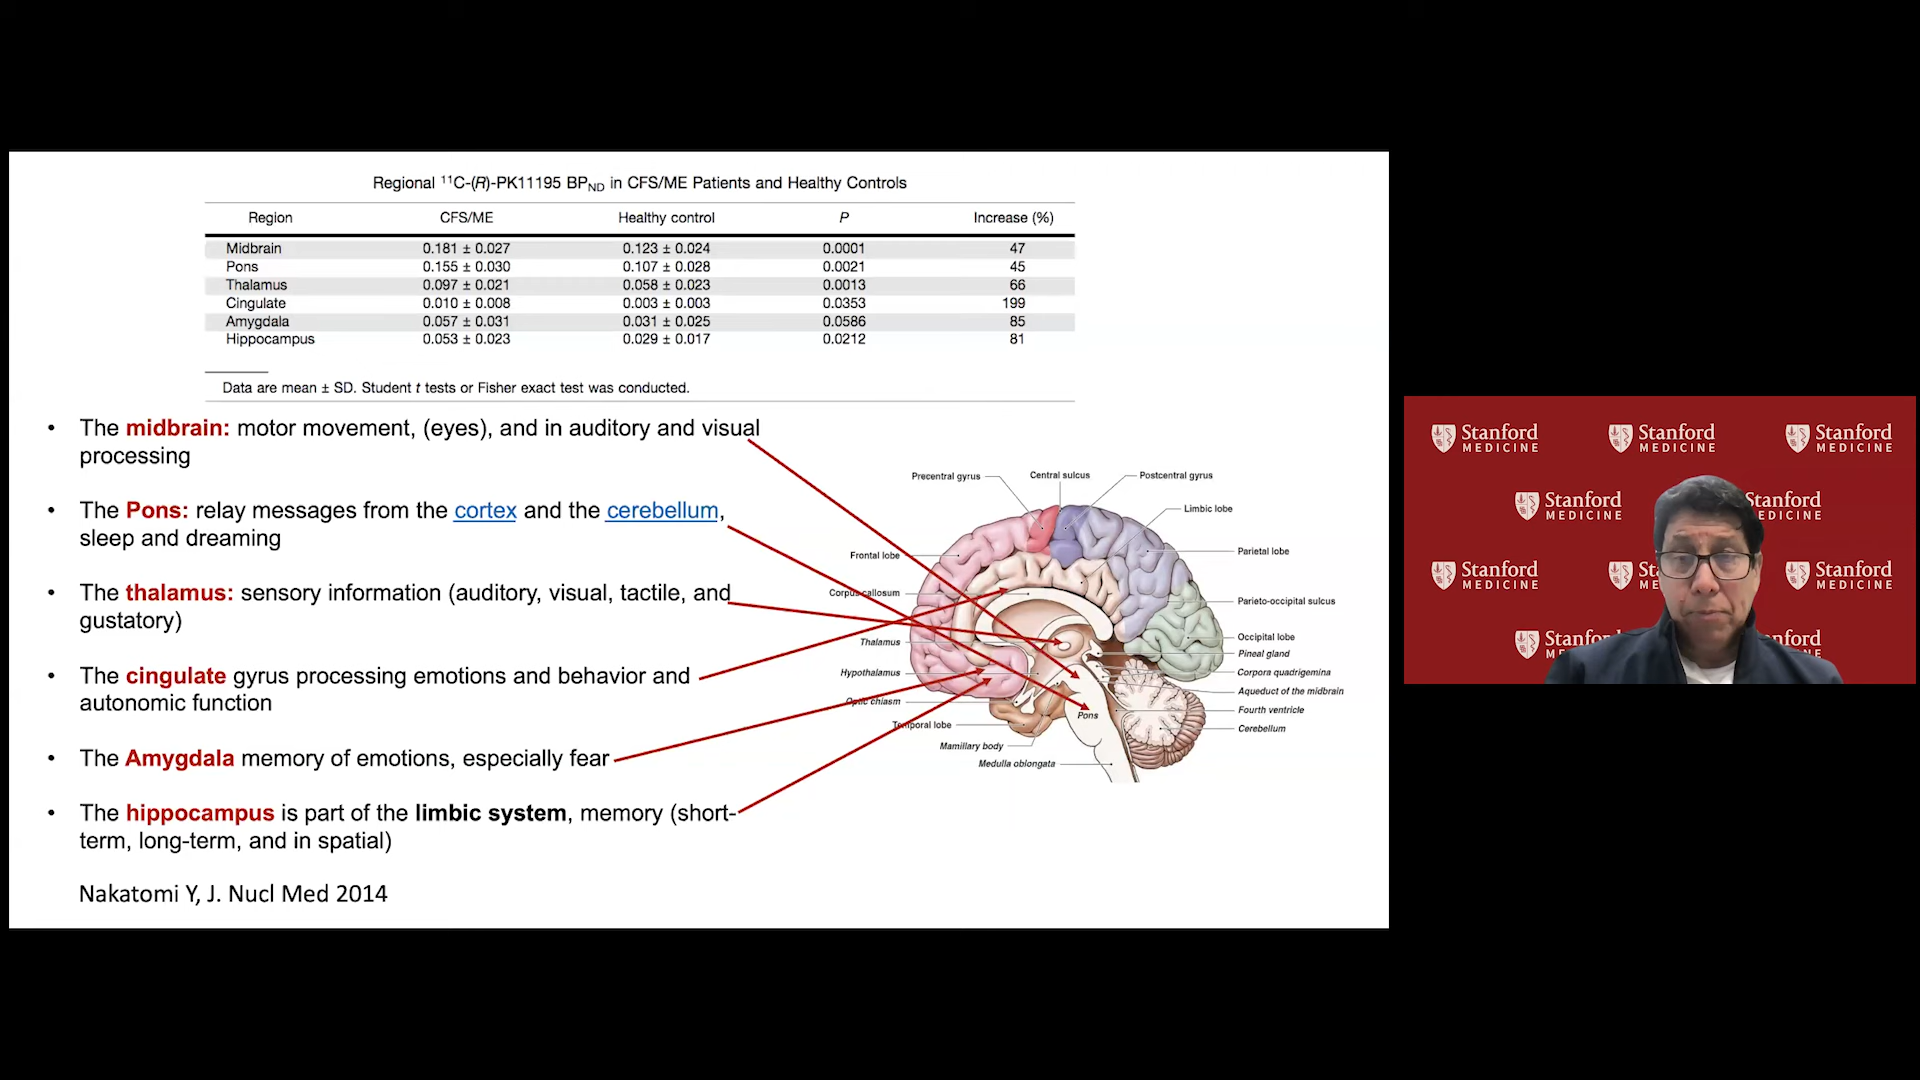 Regional ¹¹C-(R)-PK11195 BPND in CFS/ME Patients and Healthy Controls
Region CFS/ME Healthy control P Increase (%)
Midbrain 0.181 ± 0.027 0.123 ± 0.024 0.0001 47
Pons 0.155 ± 0.030 0.107 ± 0.028 0.0021 45
Thalamus 0.097 ± 0.021 0.058 ± 0.023 0.0013 66
Cingulate 0.010 ± 0.008 0.003 ± 0.003 0.0353 199
Amygdala 0.057 ± 0.031 0.031 ± 0.025 0.0586 85
Hippocampus 0.053 ± 0.023 0.029 ± 0.017 0.0212 81
Data are mean ± SD. Student t tests or Fisher exact test was conducted.
• The midbrain: motor movement, (eyes), and in auditory and visual
processing
• The Pons: relay messages from the cortex and the cerebellum,
sleep and dreaming
• The thalamus: sensory information (auditory, visual, tactile, and
gustatory)
• The cingulate gyrus processing emotions and behavior and
autonomic function
• The Amygdala memory of emotions, especially fear
• The hippocampus is part of the limbic system, memory (short-
term, long-term, and in spatial)
Nakatomi Y, J. Nucl Med 2014
Precentral gyrus
Central sulcus
Postcentral gyrus
Limbic lobe
Frontal lobe
Parietal lobe
Corpus callosum
Parieto-occipital sulcus
Thalamus
Occipital lobe
Pineal gland
Hypothalamus
Corpora quadrigemina
Aqueduct of the midbrain
Optic chiasm
Fourth ventricle
Pons
Temporal lobe
Cerebellum
Mamillary body
Medulla oblongata
Stanford
MEDICINE
Stanford
MEDICINE
Stanford
MEDICINE
Stanford
MEDICINE
Stanford
EDICINE
Stanford
MEDICINE
Sta
ME
Stanford
MEDICINE
Stanfo
MEDIC
nford
CINE